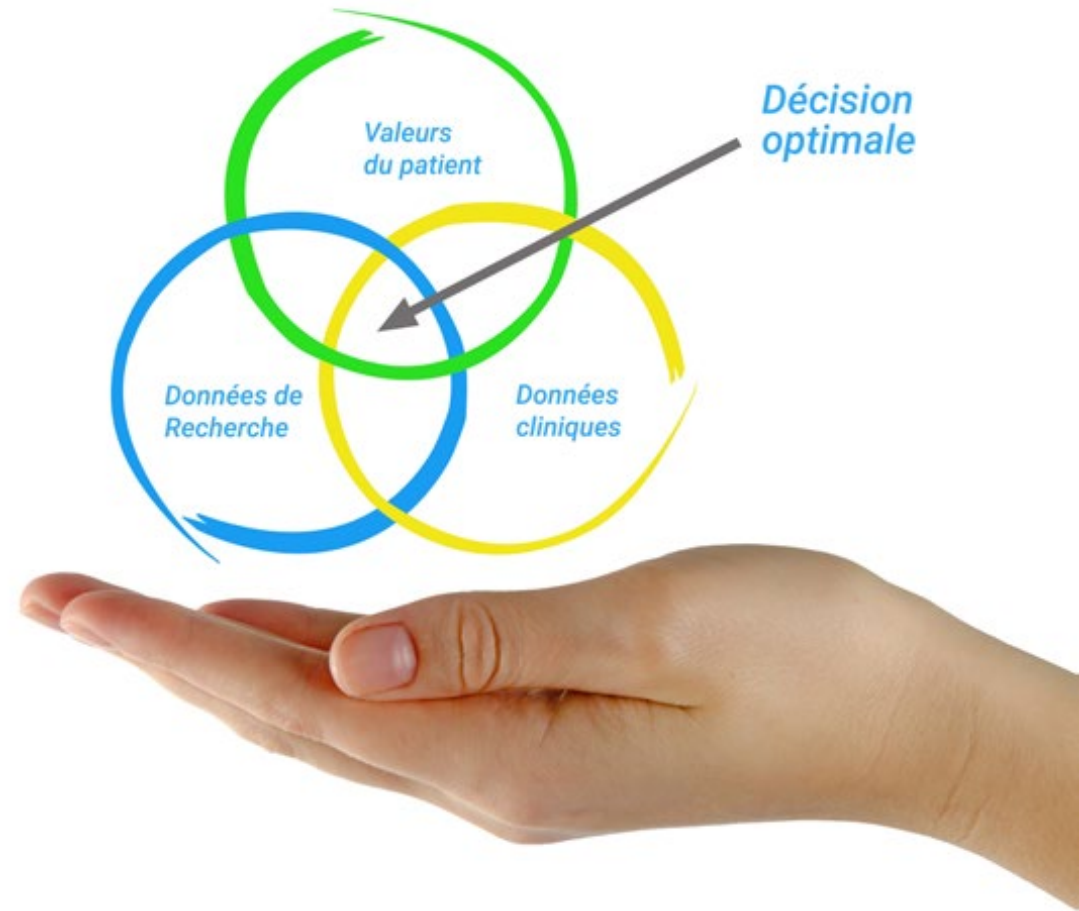 Valeurs
du patient
Décision
optimale
Données de
Recherche
Données
cliniques